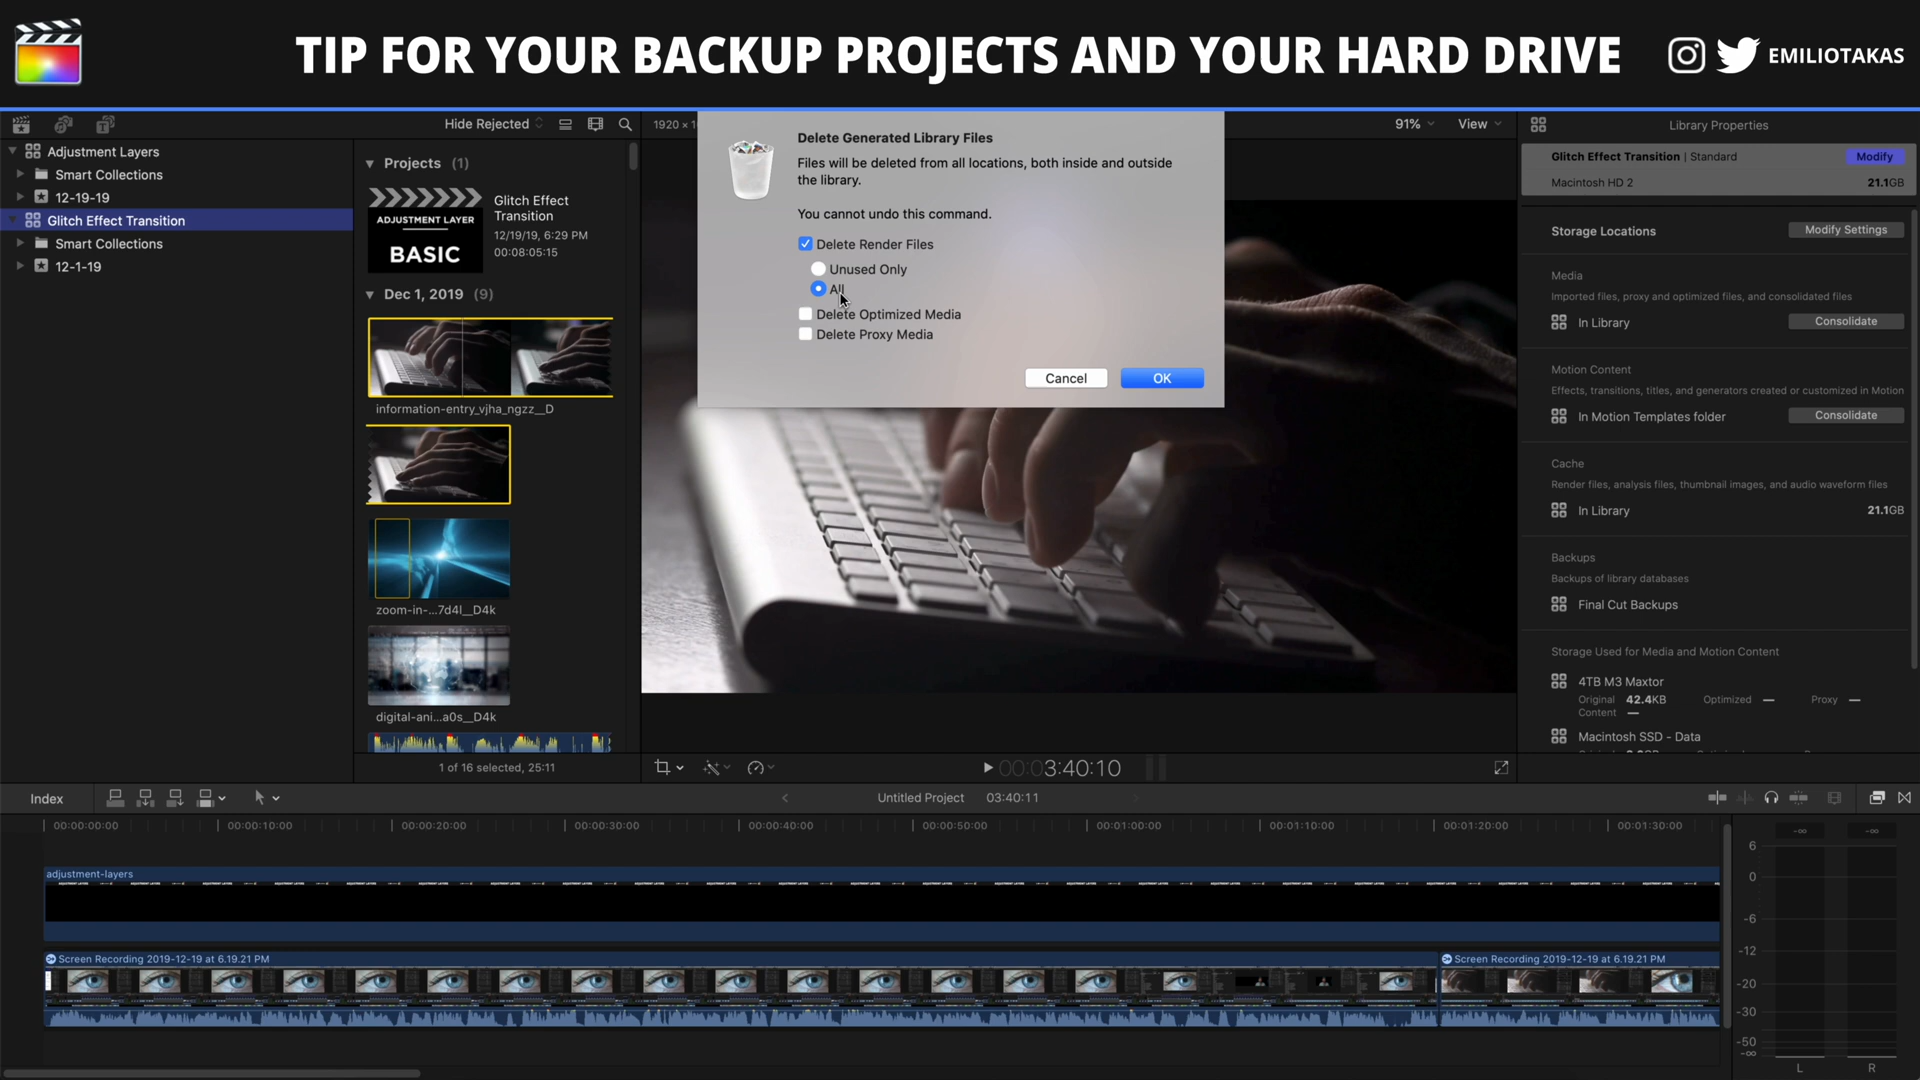 TIP FOR YOUR BACKUP PROJECTS AND YOUR HARD DRIVE
EMILIOTAKAS
Hide Rejected
1920 × 1
91%
View
Library Properties
Adjustment Layers
Smart Collections
12-19-19
Glitch Effect Transition
Smart Collections
12-1-19
Projects (1)
ADJUSTMENT LAYER
BASIC
Glitch Effect
Transition
12/19/19, 6:29 PM
00:08:05:15
Dec 1, 2019 (9)
information-entry_vjha_ngzz__D
zoom-in-...7d4l__D4k
digital-ani...a0s__D4k
1 of 16 selected, 25:11
Delete Generated Library Files
Files will be deleted from all locations, both inside and outside
the library.
You cannot undo this command.
Delete Render Files
Unused Only
All
Delete Optimized Media
Delete Proxy Media
Cancel
OK
00:03:40:10
Glitch Effect Transition | Standard
Modify
Macintosh HD 2
21.1GB
Storage Locations
Modify Settings
Media
Imported files, proxy and optimized files, and consolidated files
In Library
Consolidate
Motion Content
Effects, transitions, titles, and generators created or customized in Motion
In Motion Templates folder
Consolidate
Cache
Render files, analysis files, thumbnail images, and audio waveform files
In Library
21.1GB
Backups
Backups of library databases
Final Cut Backups
Storage Used for Media and Motion Content
4TB M3 Maxtor
Original 42.4KB Optimized — Proxy —
Content —
Macintosh SSD - Data
Index
Untitled Project
03:40:11
00:00:00:00
00:00:10:00
00:00:20:00
00:00:30:00
00:00:40:00
00:00:50:00
00:01:00:00
00:01:10:00
00:01:20:00
00:01:30:00
adjustment-layers
Screen Recording 2019-12-19 at 6.19.21 PM
Screen Recording 2019-12-19 at 6.19.21 PM
-∞
-∞
6
0
-6
-12
-20
-30
-50
-∞
L
R